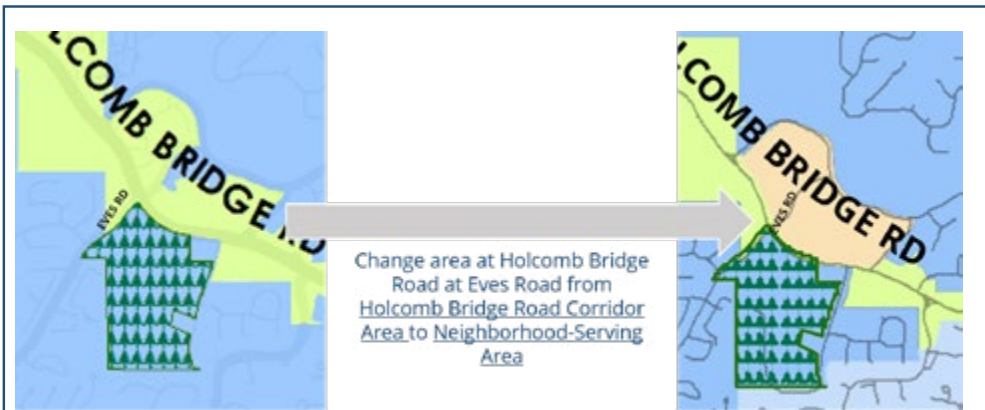 LCOMB BRIDGE RD
EVES RD
Change area at Holcomb Bridge
Road at Eves Road from
Holcomb Bridge Road Corridor
Area to Neighborhood-Serving
Area
LCOMB BRIDGE RD
EVES RD